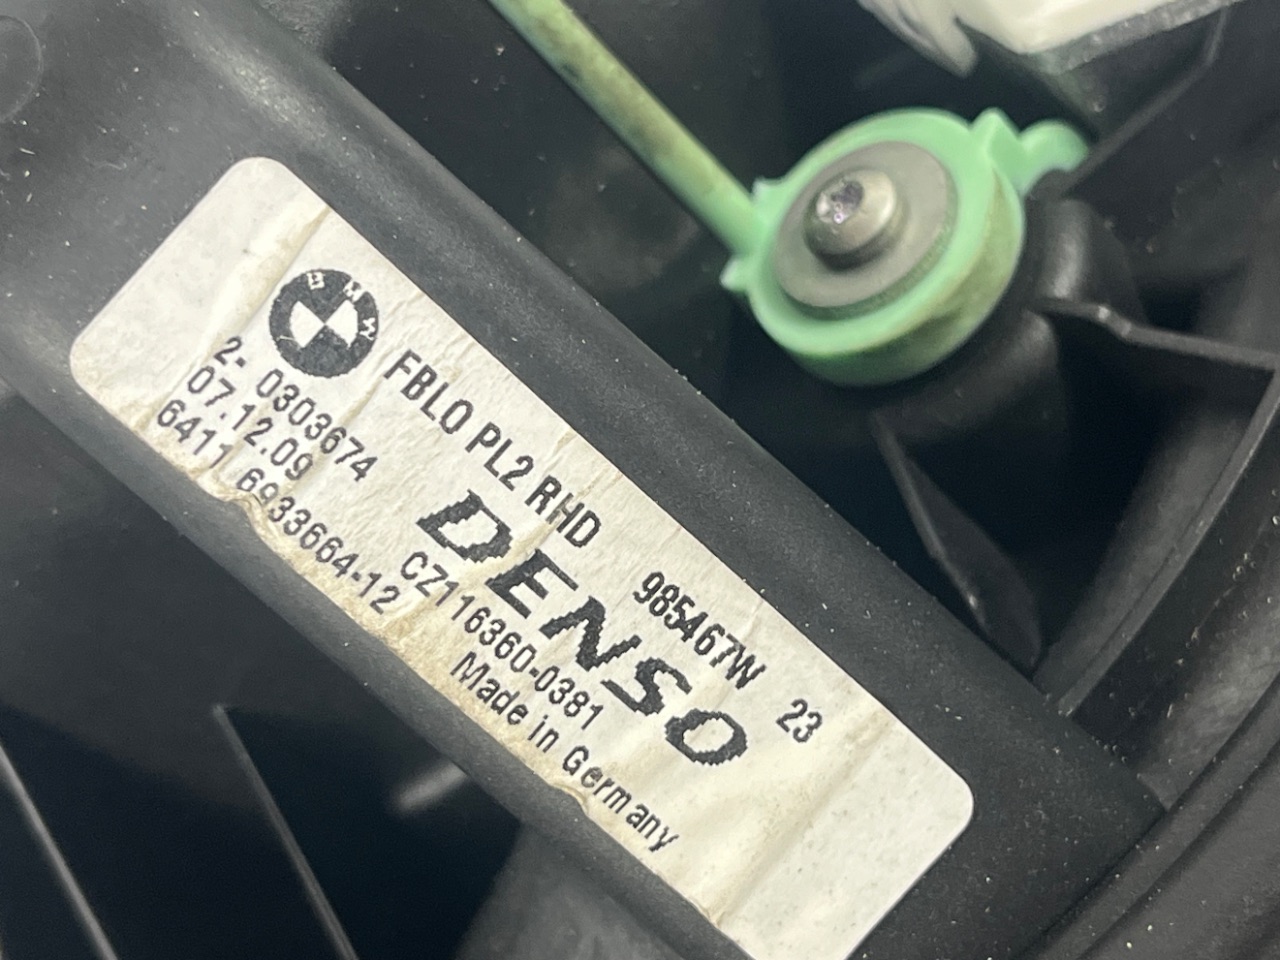 BMW
FBL0 PL2 RHD
985467W 23
2- 0303674
07.12.09
DENSO
6411 6933664-12
CZ116360-0381
Made in Germany